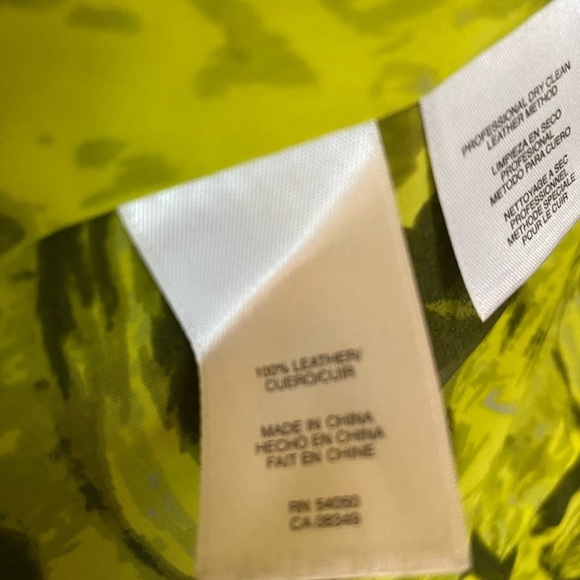 100% LEATHER/
CUERO/CUIR
MADE IN CHINA
HECHO EN CHINA
FAIT EN CHINE
RN 54050
CA 08349
PROFESSIONAL DRY CLEAN
LEATHER METHOD
LIMPIEZA EN SECO
PROFESIONAL
METODO PARA CUERO
NETTOYAGE A SEC
PROFESSIONNEL
METHODE SPECIALE
POUR LE CUIR